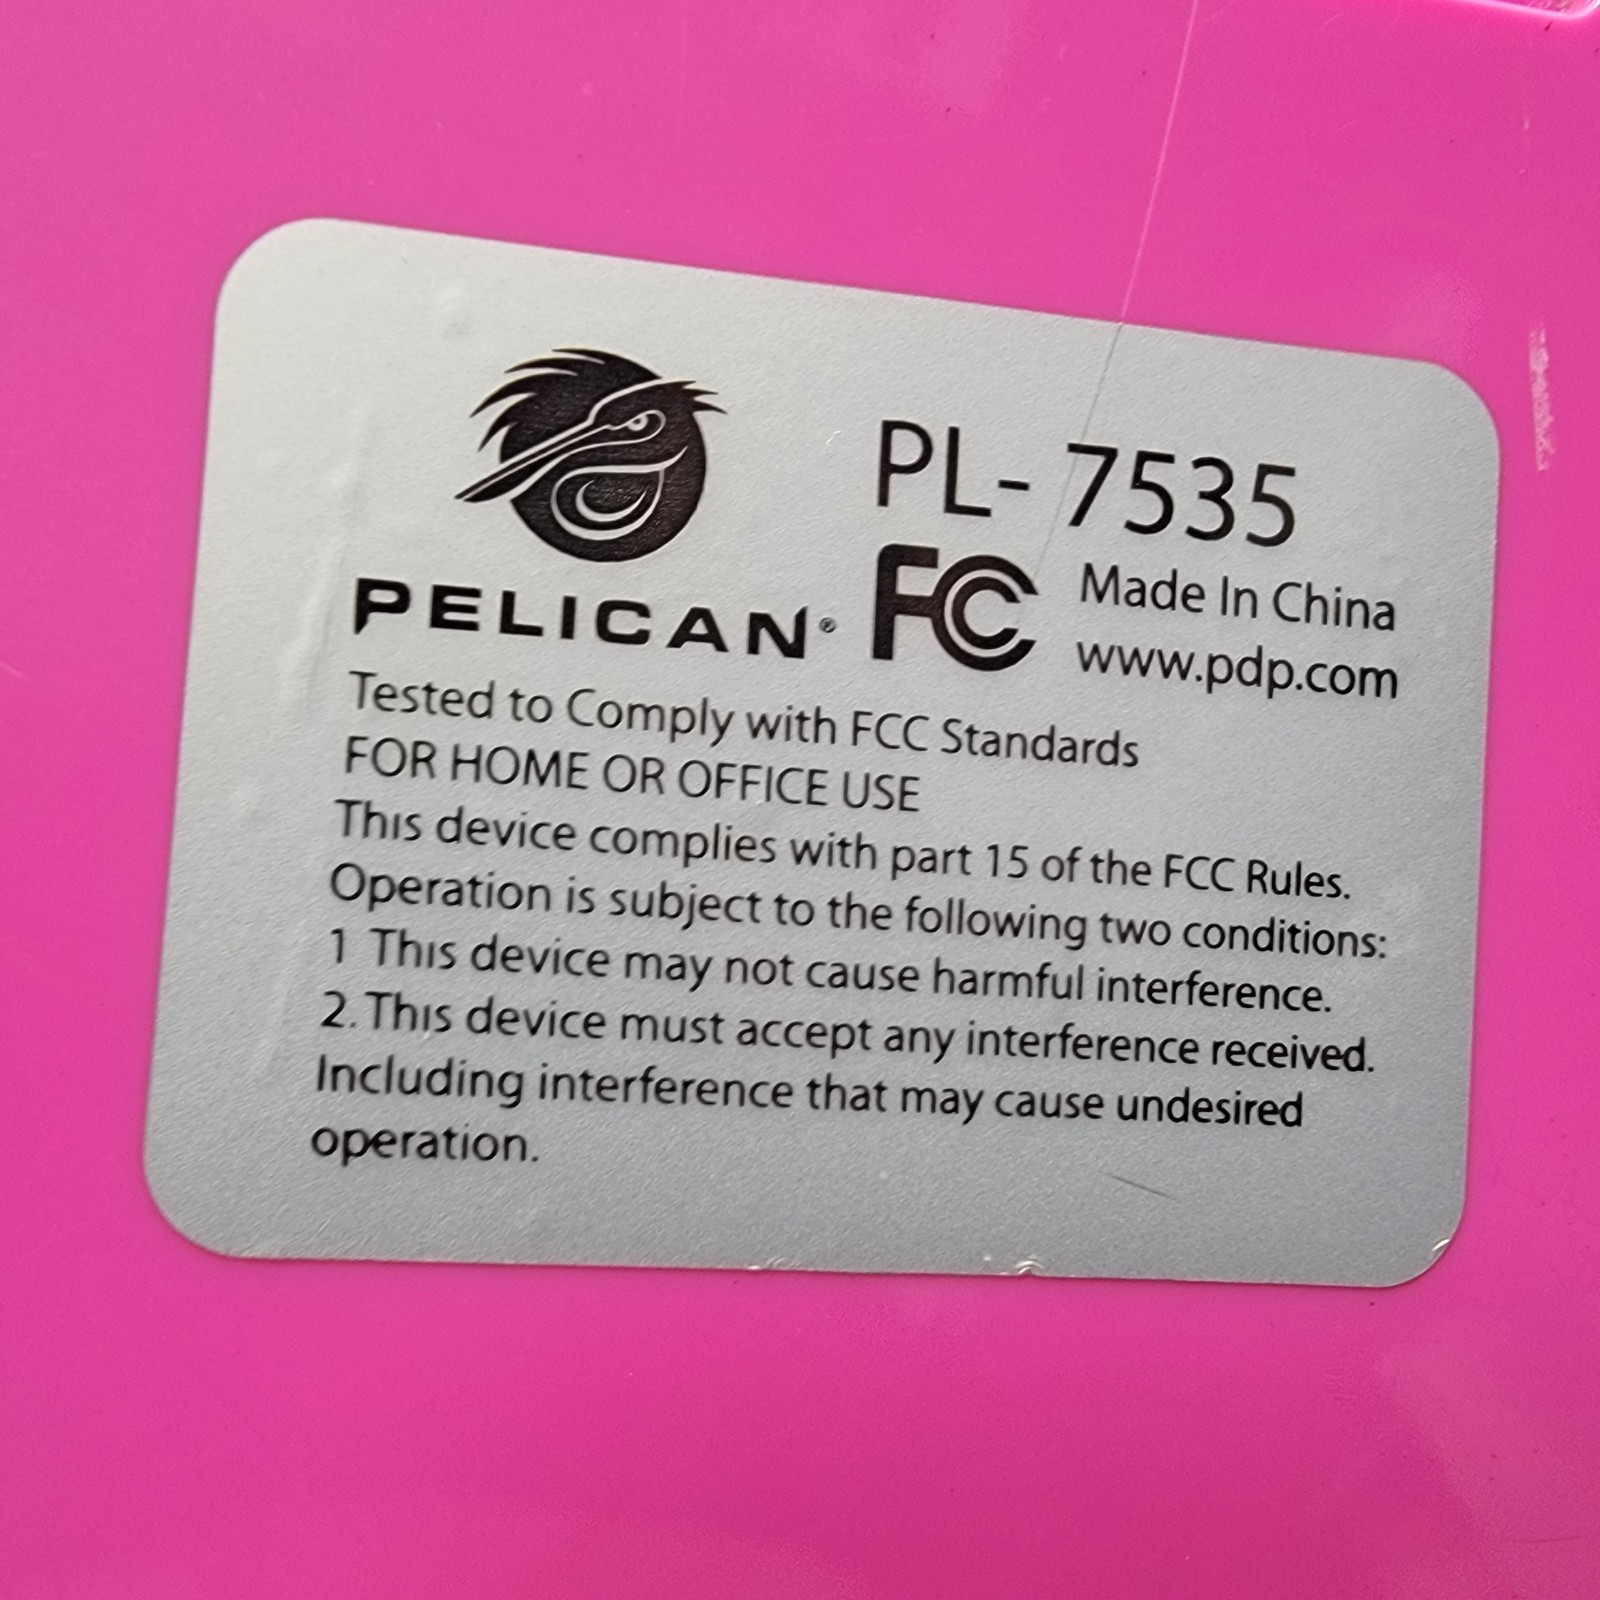 PELICAN®
PL- 7535
FC
Made In China
www.pdp.com
Tested to Comply with FCC Standards
FOR HOME OR OFFICE USE
This device complies with part 15 of the FCC Rules.
Operation is subject to the following two conditions:
1 This device may not cause harmful interference.
2. This device must accept any interference received.
Including interference that may cause undesired
operation.